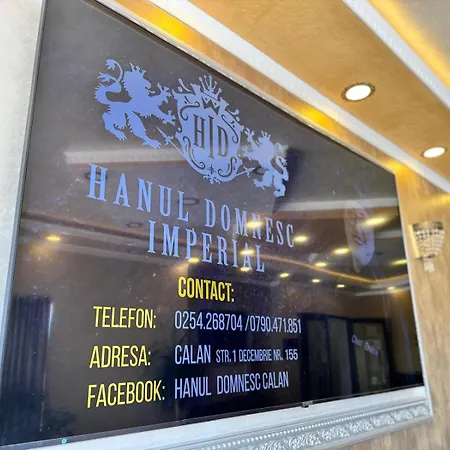 HD
HANUL DOMNESC
IMPERIAL
CONTACT:
TELEFON: 0254.268704 /0790.471.851
ADRESA: CALAN STR. 1 DECEMBRIE NR. 155
FACEBOOK: HANUL DOMNESC CALAN